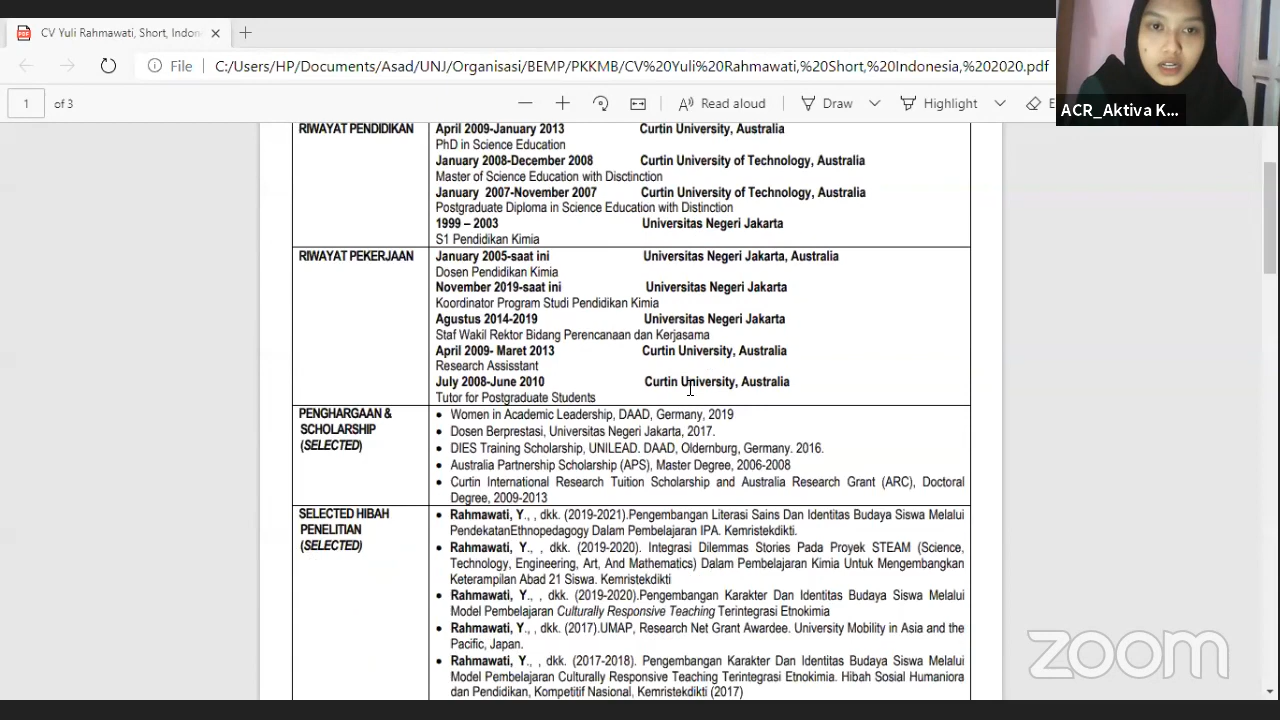 CV Yuli Rahmawati, Short, Indon
File C:/Users/HP/Documents/Asad/UNJ/Organisasi/BEMP/PKKMB/CV%20Yuli%20Rahmawati,%20Short,%20Indonesia,%202020.pdf
1 of 3 Read aloud Draw Highlight
ACR_Aktiva K...
RIWAYAT PENDIDIKAN
April 2009-January 2013 Curtin University, Australia
PhD in Science Education
January 2008-December 2008 Curtin University of Technology, Australia
Master of Science Education with Disctinction
January 2007-November 2007 Curtin University of Technology, Australia
Postgraduate Diploma in Science Education with Distinction
1999 – 2003 Universitas Negeri Jakarta
S1 Pendidikan Kimia
RIWAYAT PEKERJAAN
January 2005-saat ini Universitas Negeri Jakarta, Australia
Dosen Pendidikan Kimia
November 2019-saat ini Universitas Negeri Jakarta
Koordinator Program Studi Pendidikan Kimia
Agustus 2014-2019 Universitas Negeri Jakarta
Staf Wakil Rektor Bidang Perencanaan dan Kerjasama
April 2009- Maret 2013 Curtin University, Australia
Research Assisstant
July 2008-June 2010 Curtin University, Australia
Tutor for Postgraduate Students
PENGHARGAAN &
SCHOLARSHIP
(SELECTED)
• Women in Academic Leadership, DAAD, Germany, 2019
• Dosen Berprestasi, Universitas Negeri Jakarta, 2017.
• DIES Training Scholarship, UNILEAD. DAAD, Oldernburg, Germany. 2016.
• Australia Partnership Scholarship (APS), Master Degree, 2006-2008
• Curtin International Research Tuition Scholarship and Australia Research Grant (ARC), Doctoral
Degree, 2009-2013
SELECTED HIBAH
PENELITIAN
(SELECTED)
• Rahmawati, Y., , dkk. (2019-2021).Pengembangan Literasi Sains Dan Identitas Budaya Siswa Melalui
PendekatanEthnopedagogy Dalam Pembelajaran IPA. Kemristekdikti.
• Rahmawati, Y., , dkk. (2019-2020). Integrasi Dilemmas Stories Pada Proyek STEAM (Science,
Technology, Engineering, Art, And Mathematics) Dalam Pembelajaran Kimia Untuk Mengembangkan
Keterampilan Abad 21 Siswa. Kemristekdikti
• Rahmawati, Y., , dkk. (2019-2020).Pengembangan Karakter Dan Identitas Budaya Siswa Melalui
Model Pembelajaran Culturally Responsive Teaching Terintegrasi Etnokimia
• Rahmawati, Y., , dkk. (2017).UMAP, Research Net Grant Awardee. University Mobility in Asia and the
Pacific, Japan.
• Rahmawati, Y., , dkk. (2017-2018). Pengembangan Karakter Dan Identitas Budaya Siswa Melalui
Model Pembelajaran Culturally Responsive Teaching Terintegrasi Etnokimia. Hibah Sosial Humaniora
dan Pendidikan, Kompetitif Nasional, Kemristekdikti (2017)
zoom